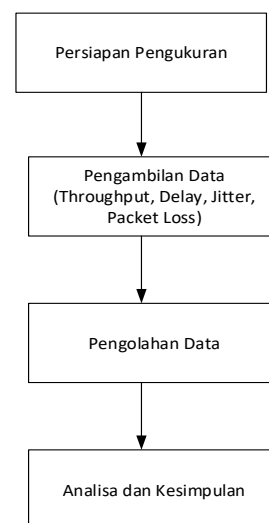 Persiapan Pengukuran
Pengambilan Data
(Throughput, Delay, Jitter,
Packet Loss)
Pengolahan Data
Analisa dan Kesimpulan